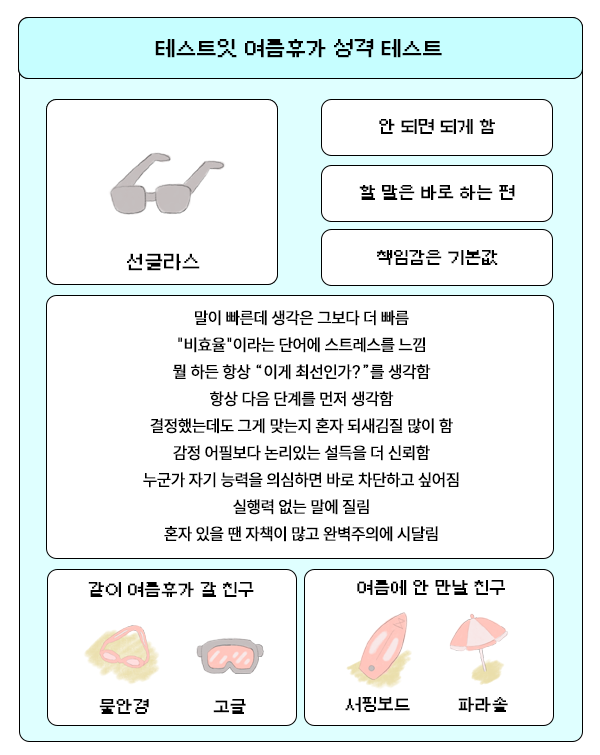 테스트잇 여름휴가 성격 테스트
선글라스
안 되면 되게 함
할 말은 바로 하는 편
책임감은 기본값
말이 빠른데 생각은 그보다 더 빠름
"비효율"이라는 단어에 스트레스를 느낌
뭘 하든 항상 “이게 최선인가?”를 생각함
항상 다음 단계를 먼저 생각함
결정했는데도 그게 맞는지 혼자 되새김질 많이 함
감정 어필보다 논리있는 설득을 더 신뢰함
누군가 자기 능력을 의심하면 바로 차단하고 싶어짐
실행력 없는 말에 질림
혼자 있을 땐 자책이 많고 완벽주의에 시달림
같이 여름휴가 갈 친구
물안경 고글
여름에 안 만날 친구
서핑보드 파라솔